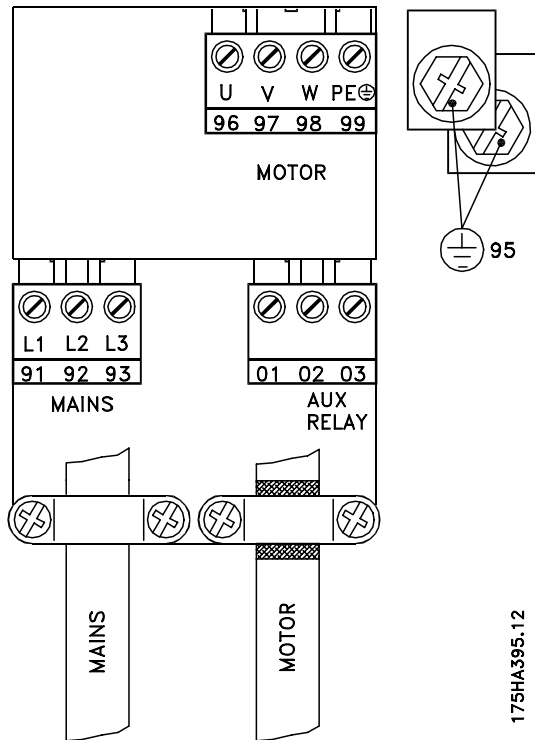 U V W PE
96 97 98 99
MOTOR
95
L1 L2 L3
91 92 93
MAINS
01 02 03
AUX
RELAY
MAINS
MOTOR
175HA395.12